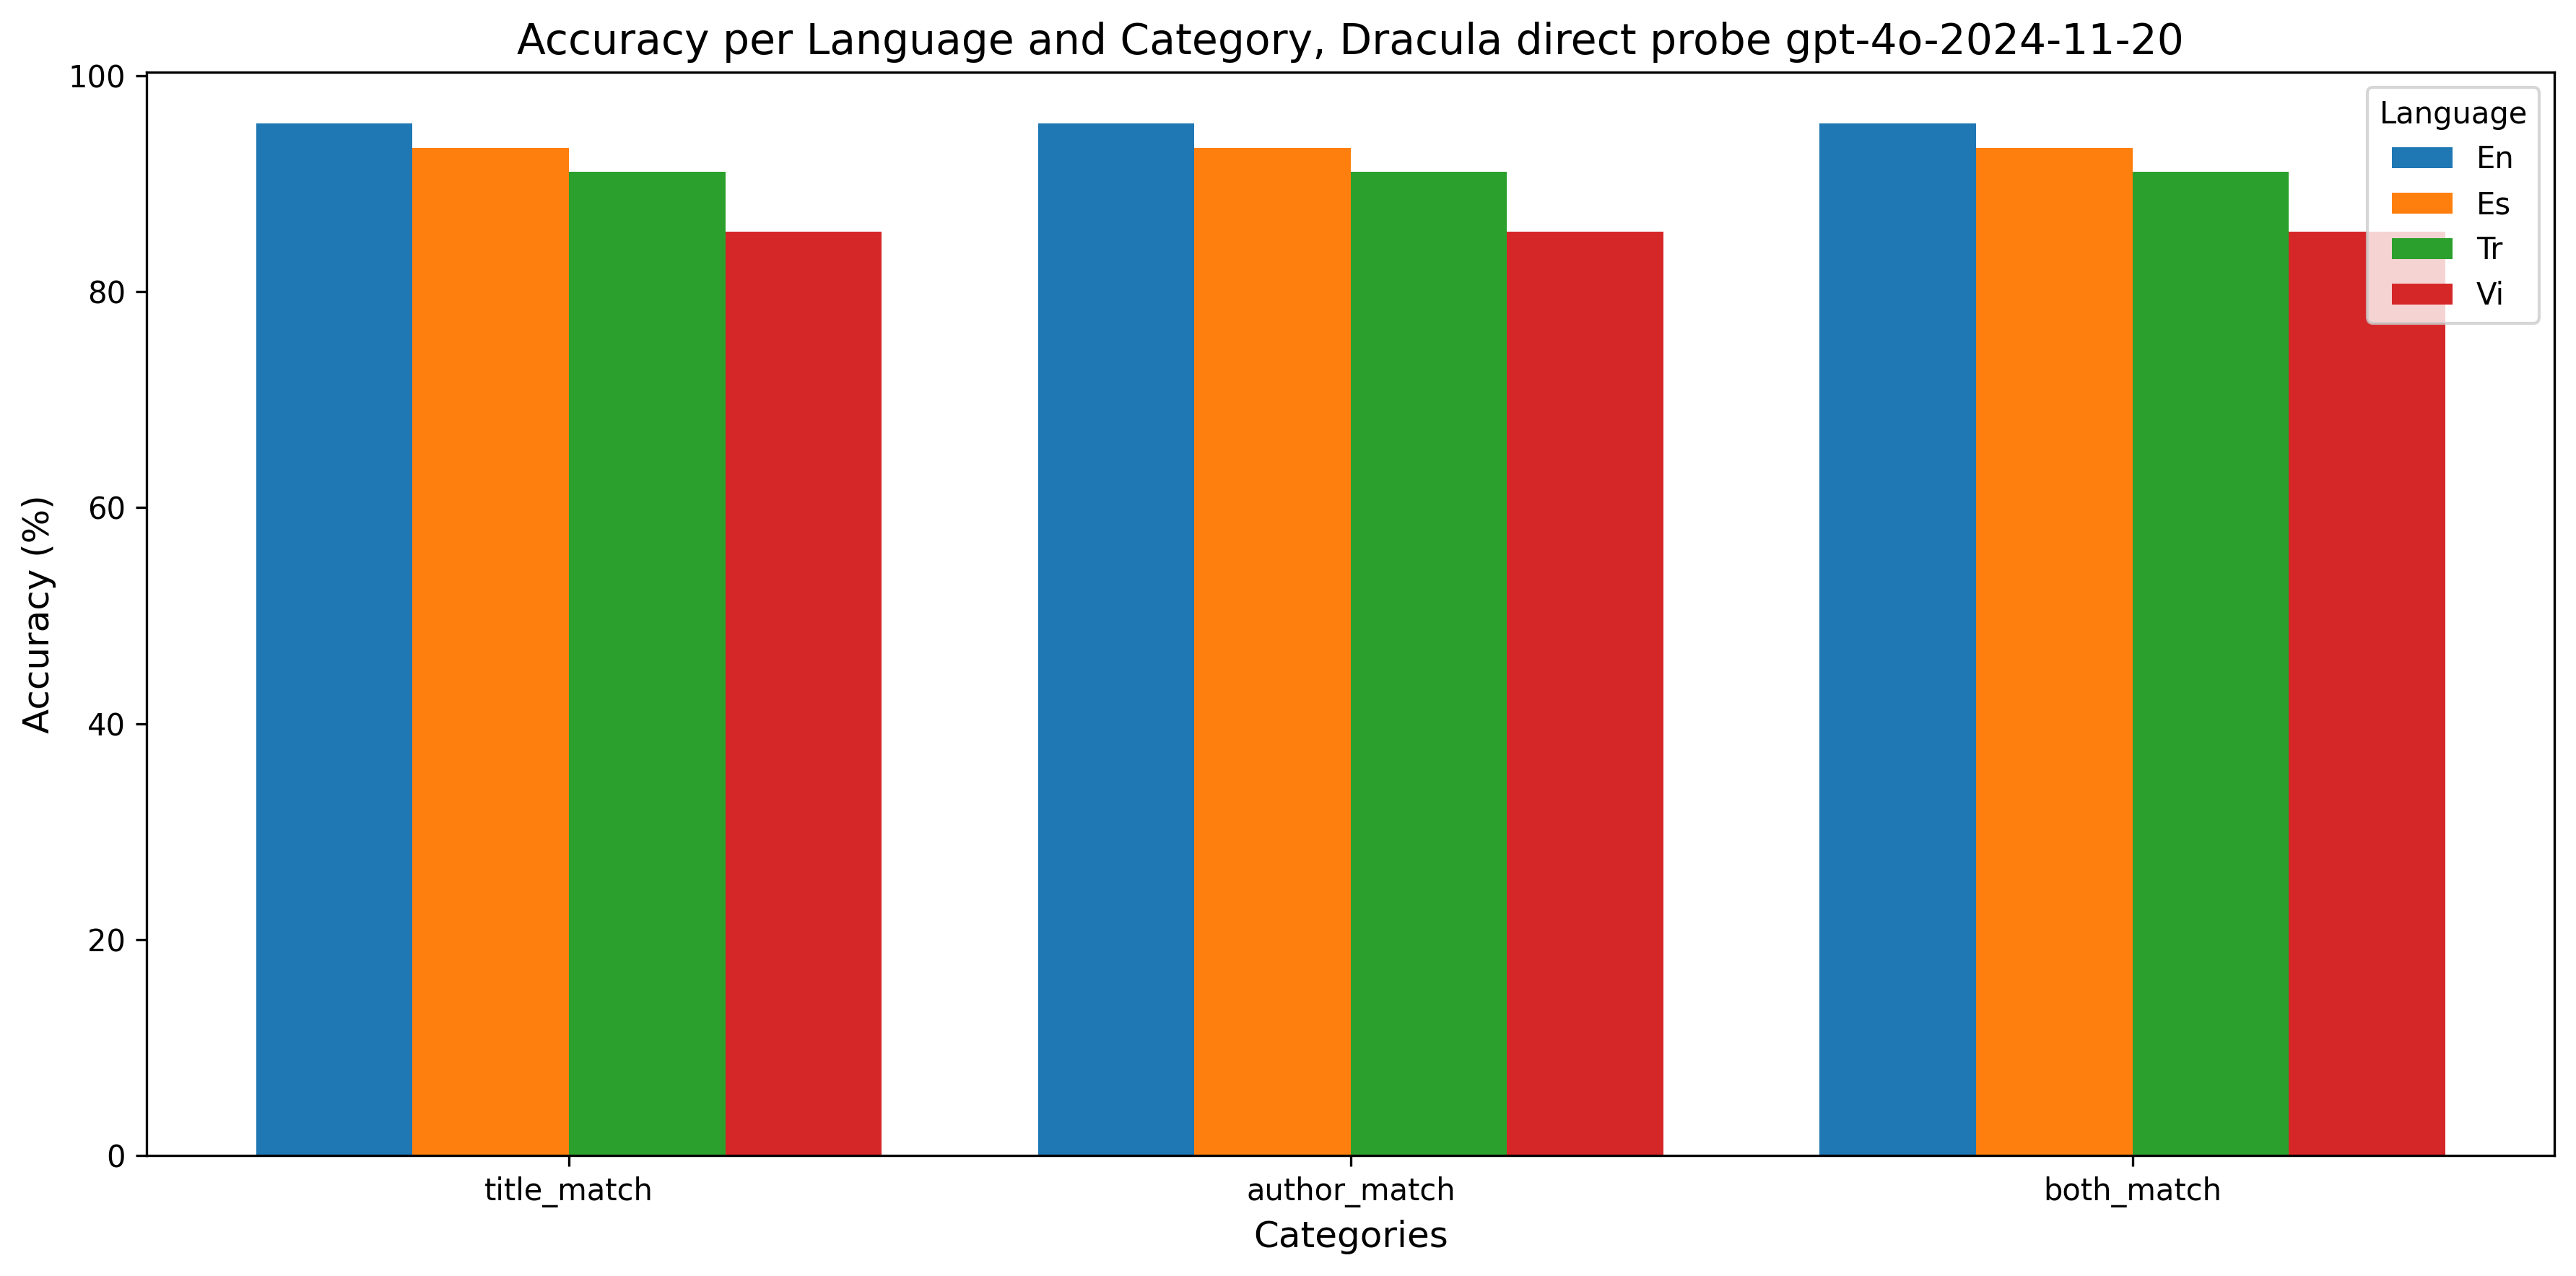 Accuracy per Language and Category, Dracula direct probe gpt-4o-2024-11-20
Accuracy (%)
100
80
60
40
20
0
Language
En
Es
Tr
Vi
title_match
author_match
both_match
Categories